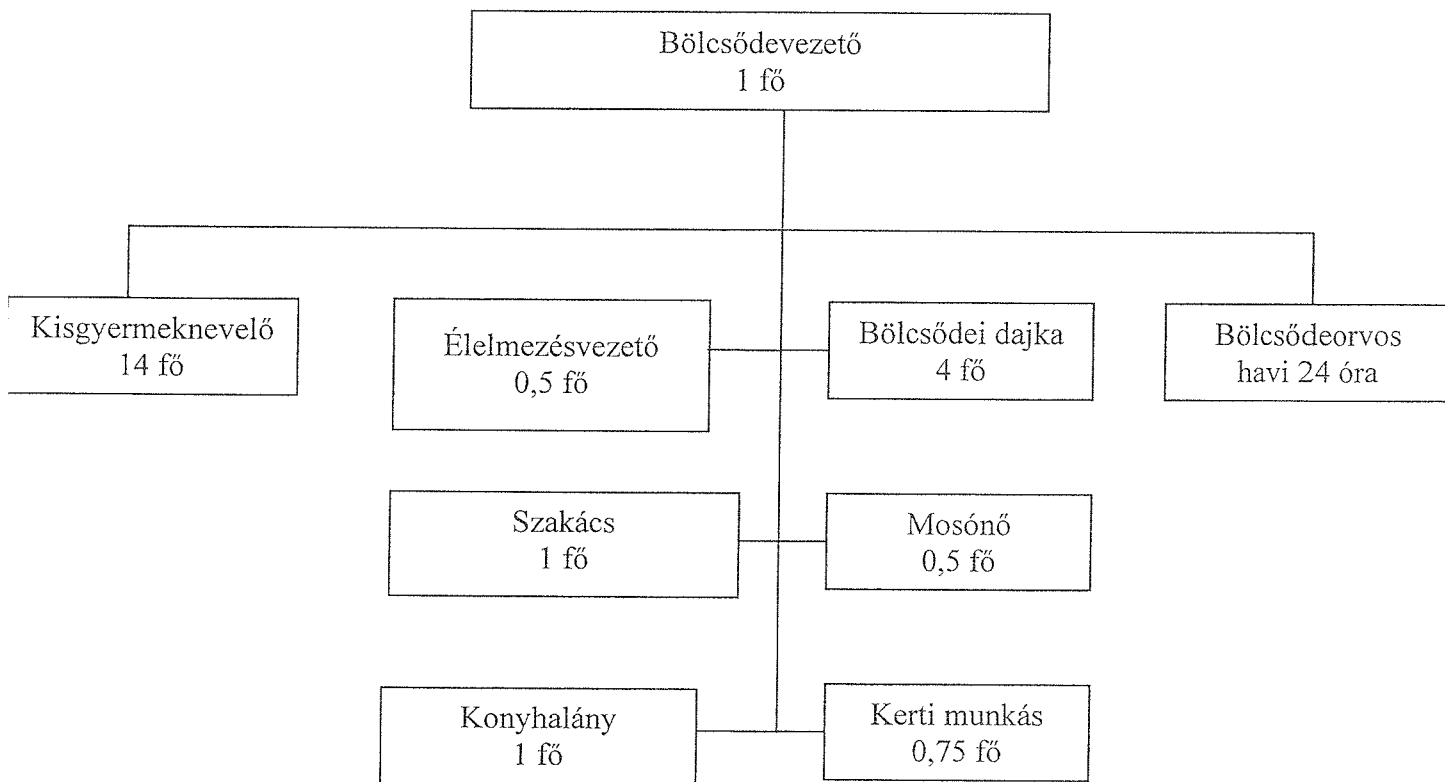 Bölcsődevezető
1 fő
Kisgyermeknevelő
14 fő
Élelmezésvezető
0,5 fő
Bölcsődei dajka
4 fő
Bölcsődeorvos
havi 24 óra
Szakács
1 fő
Mosónő
0,5 fő
Konyhalány
1 fő
Kerti munkás
0,75 fő